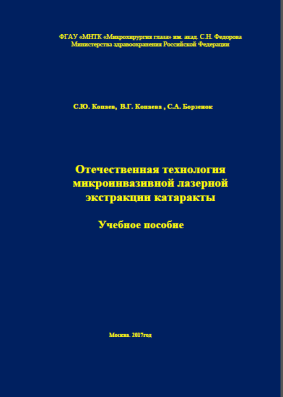 ФГАУ «МНТК «Микрохирургия глаза» им. акад. С.Н. Федорова
Министерства здравоохранения Российской Федерации
С.Ю. Копаев, В.Г. Копаева , С.А. Борзенок
Отечественная технология
микроинвазивной лазерной
экстракции катаракты
Учебное пособие
Москва. 2017год